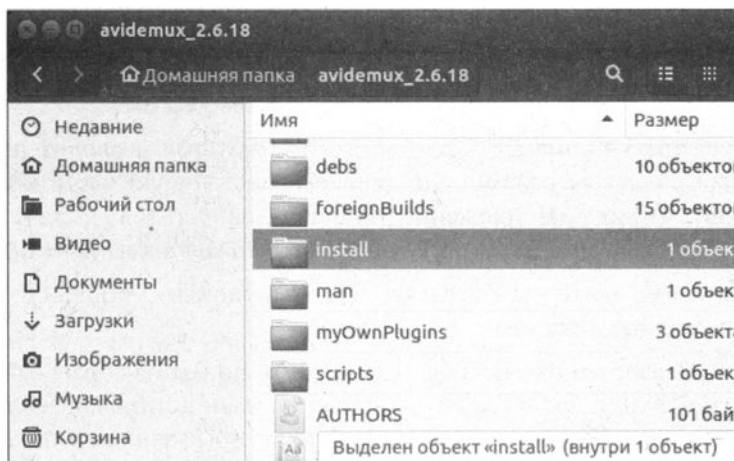 avidemux_2.6.18
Домашняя папка avidemux_2.6.18
Имя Размер
Недавние
Домашняя папка
Рабочий стол
Видео
Документы
Загрузки
Изображения
Музыка
Корзина
debs 10 объектов
foreignBuilds 15 объектов
install 1 объек
man 1 объек
myOwnPlugins 3 объекта
scripts 1 объек
AUTHORS 101 бай
Выделен объект «install» (внутри 1 объект)